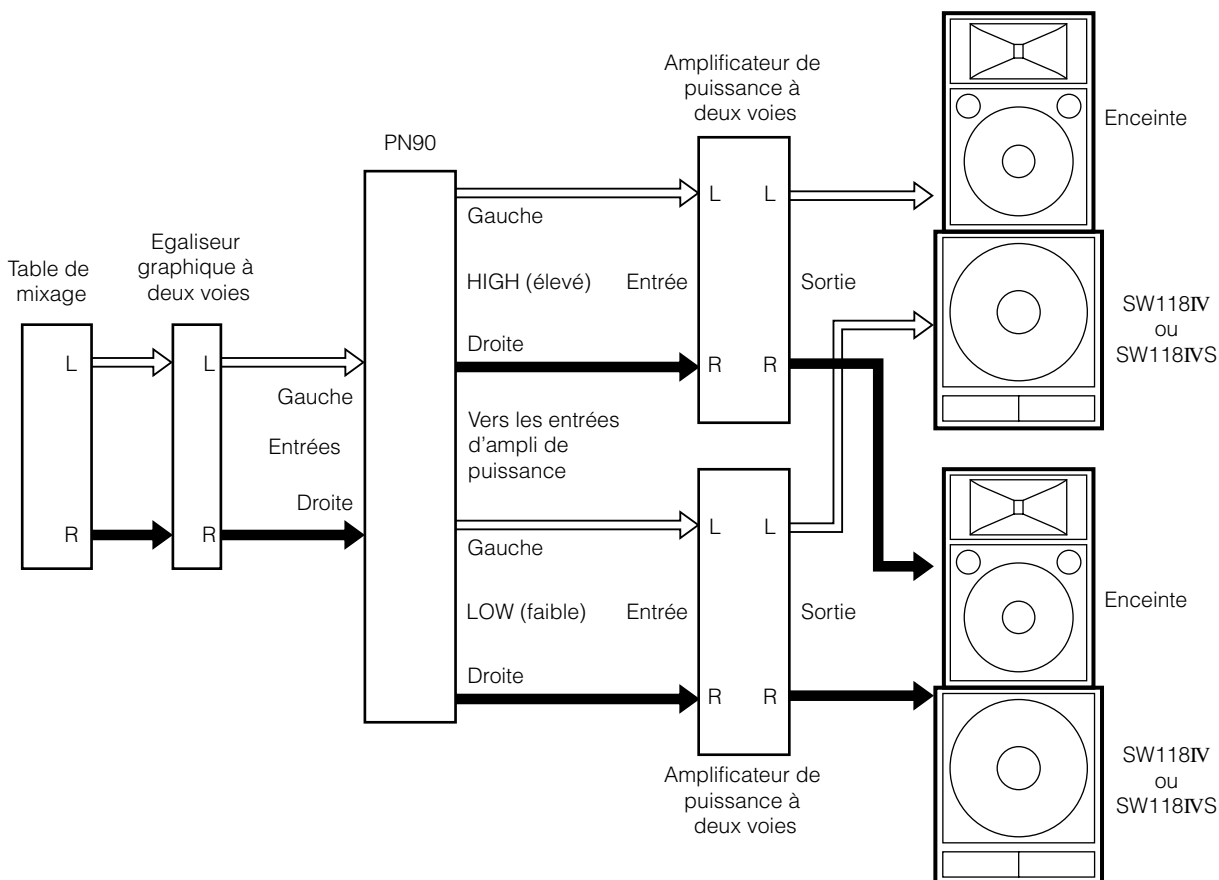 Table de
mixage
L
R
Egaliseur
graphique à
deux voies
L
R
Gauche
Entrées
Droite
PN90
Gauche
HIGH (élevé)
Droite
Vers les entrées
d'ampli de
puissance
Gauche
LOW (faible)
Droite
Amplificateur de
puissance à
deux voies
L
L
Entrée
Sortie
R
R
L
L
Entrée
Sortie
R
R
Amplificateur de
puissance à
deux voies
Enceinte
SW118IV
ou
SW118IVS
Enceinte
SW118IV
ou
SW118IVS